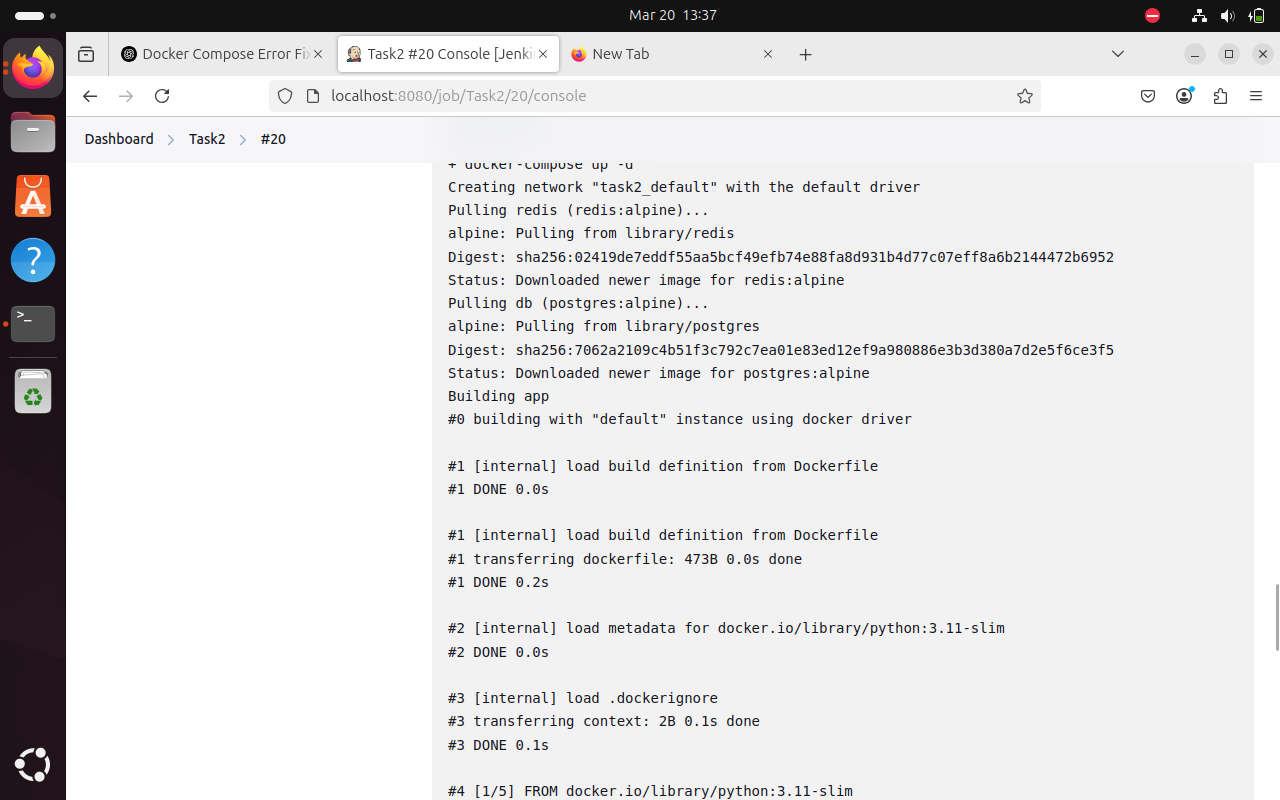 Mar 20 13:37
Docker Compose Error Fix
Task2 #20 Console [Jenki
New Tab
localhost:8080/job/Task2/20/console
Dashboard
Task2
#20
+ docker-compose up -d
Creating network "task2_default" with the default driver
Pulling redis (redis:alpine)...
alpine: Pulling from library/redis
Digest: sha256:02419de7eddf55aa5bcf49efb74e88fa8d931b4d77c07eff8a6b2144472b6952
Status: Downloaded newer image for redis:alpine
Pulling db (postgres:alpine)...
alpine: Pulling from library/postgres
Digest: sha256:7062a2109c4b51f3c792c7ea01e83ed12ef9a980886e3b3d380a7d2e5f6ce3f5
Status: Downloaded newer image for postgres:alpine
Building app
#0 building with "default" instance using docker driver
#1 [internal] load build definition from Dockerfile
#1 DONE 0.0s
#1 [internal] load build definition from Dockerfile
#1 transferring dockerfile: 473B 0.0s done
#1 DONE 0.2s
#2 [internal] load metadata for docker.io/library/python:3.11-slim
#2 DONE 0.0s
#3 [internal] load .dockerignore
#3 transferring context: 2B 0.1s done
#3 DONE 0.1s
#4 [1/5] FROM docker.io/library/python:3.11-slim